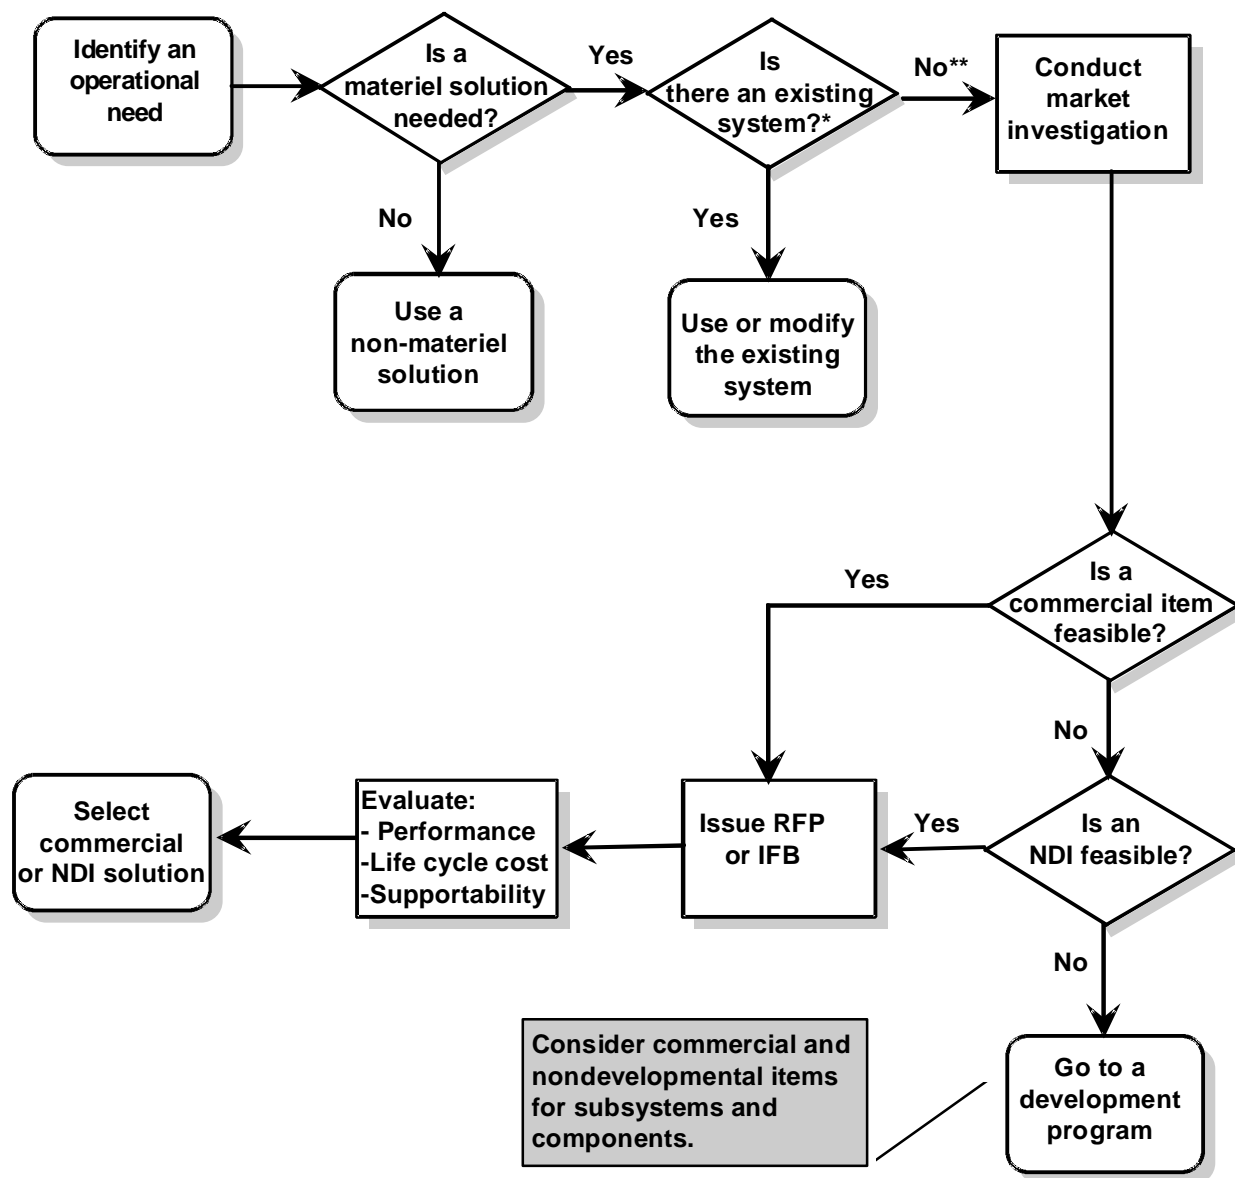 Identify an
operational
need
Is a
materiel solution
needed?
Yes
Is
there an existing
system?*
No**
Conduct
market
investigation
No
Yes
Use a
non-materiel
solution
Use or modify
the existing
system
Yes
Is a
commercial item
feasible?
No
Select
commercial
or NDI solution
Evaluate:
- Performance
-Life cycle cost
-Supportability
Issue RFP
or IFB
Yes
Is an
NDI feasible?
No
Consider commercial and
nondevelopmental items
for subsystems and
components.
Go to a
development
program